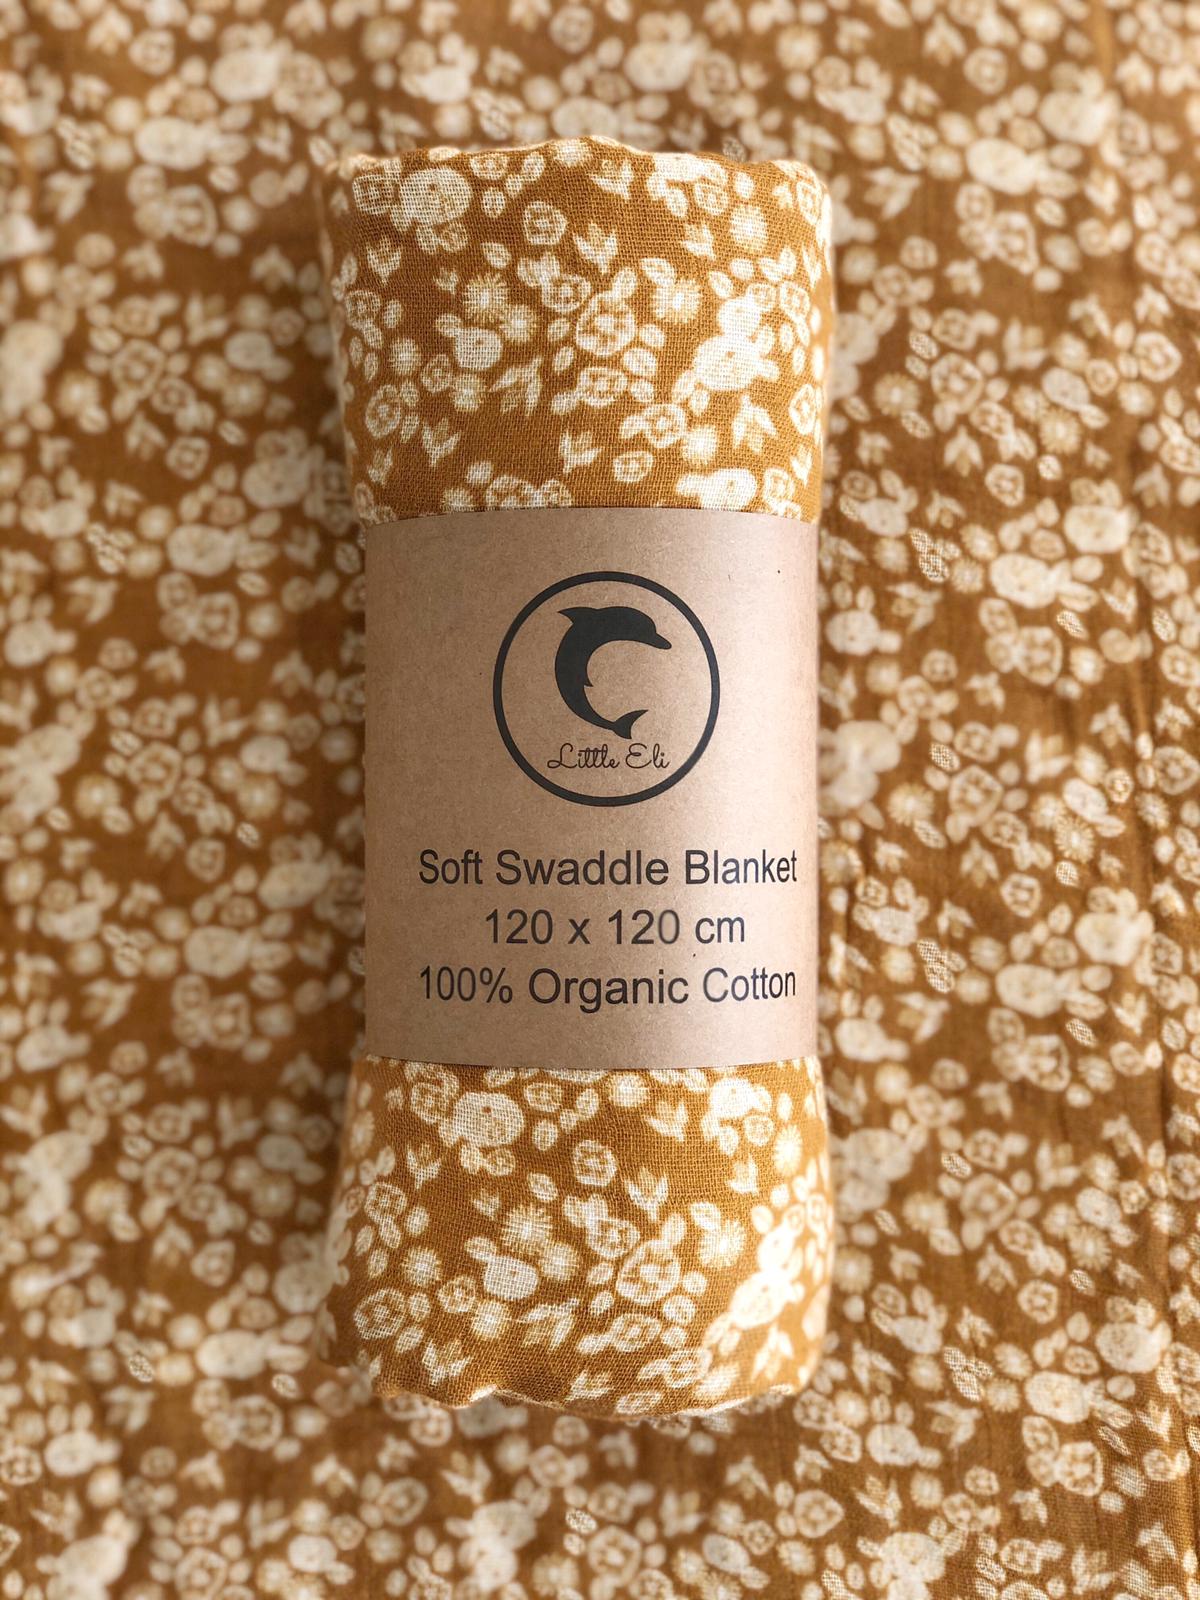 Little Eli
Soft Swaddle Blanket
120 x 120 cm
100% Organic Cotton